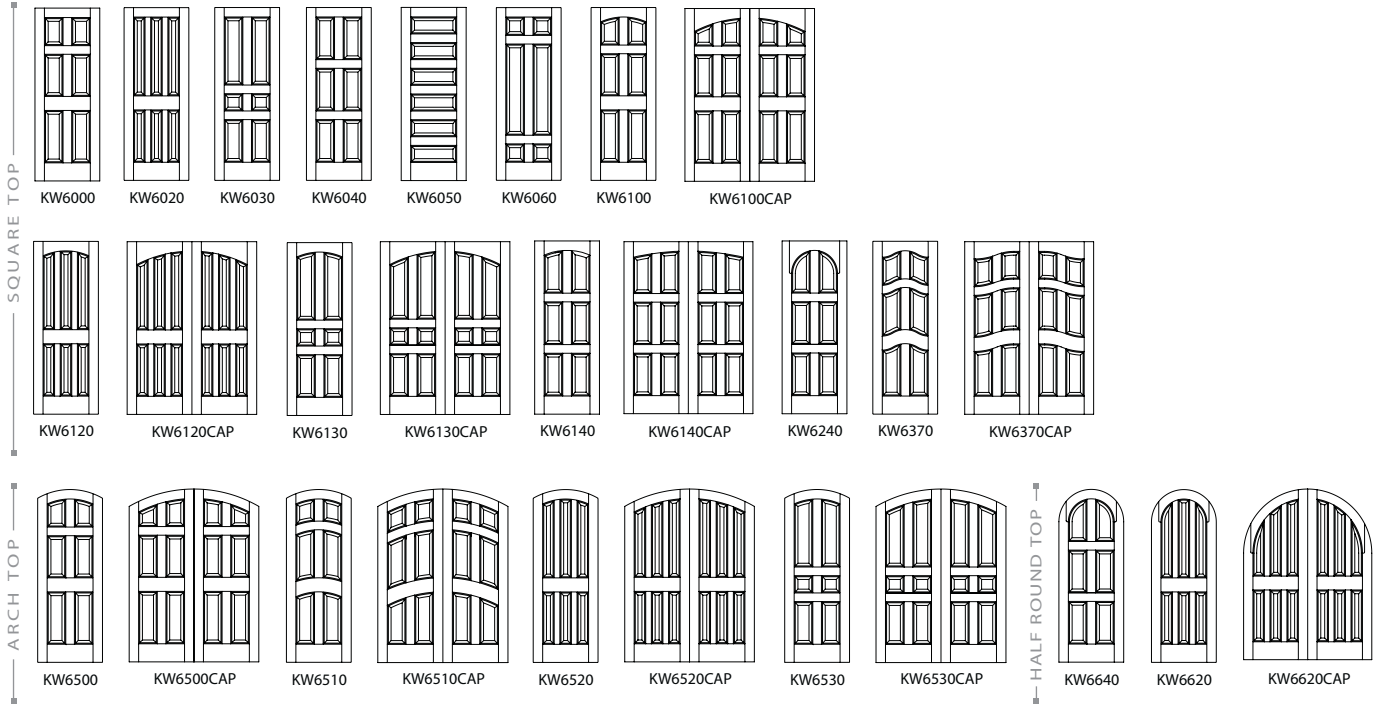 SQUARE TOP
KW6000 KW6020 KW6030 KW6040 KW6050 KW6060 KW6100 KW6100CAP
KW6120 KW6120CAP KW6130 KW6130CAP KW6140 KW6140CAP KW6240 KW6370 KW6370CAP
ARCH TOP
KW6500 KW6500CAP KW6510 KW6510CAP KW6520 KW6520CAP KW6530 KW6530CAP
HALF ROUND TOP
KW6640 KW6620 KW6620CAP